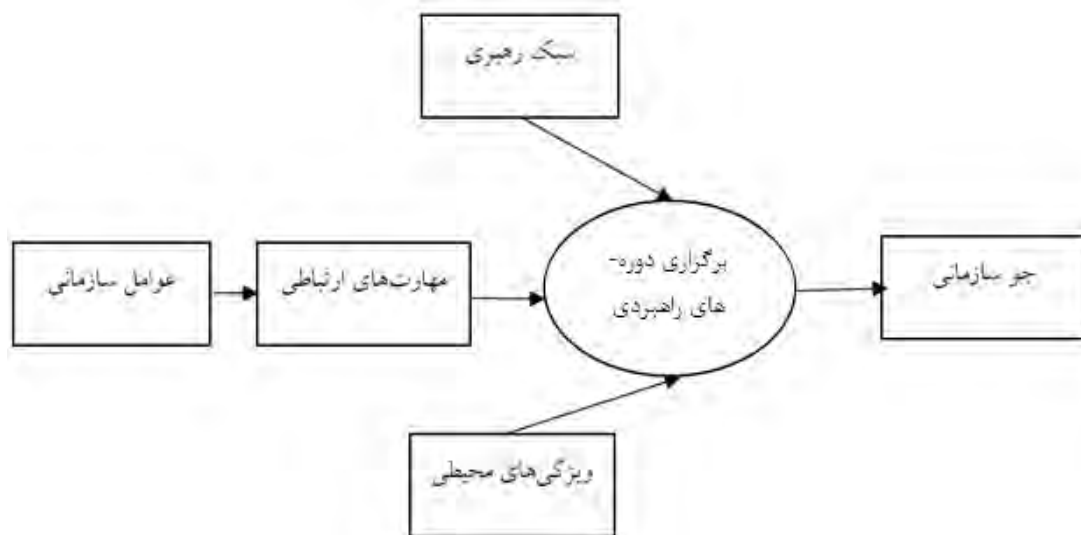 سبک رهبری
برگزاری دوره-
های راهبردی
جو سازمانی
مهارت‌های ارتباطی
عوامل سازمانی
ویژگی‌های محیطی